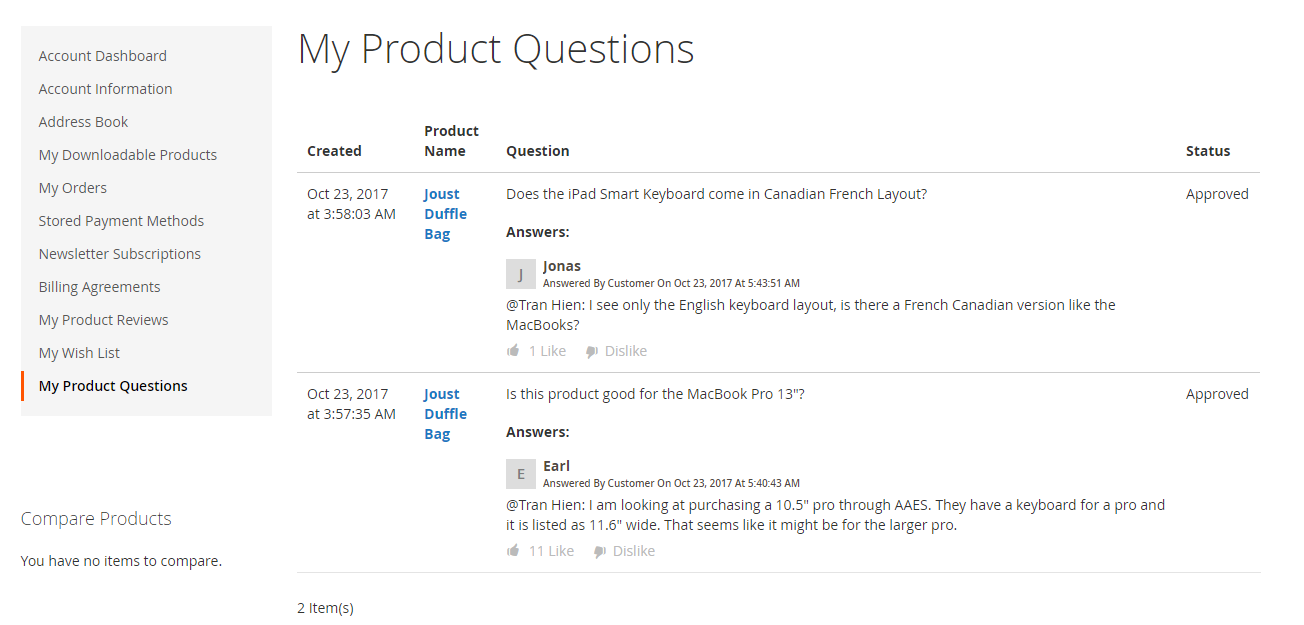 My Product Questions
Account Dashboard
Account Information
Address Book
My Downloadable Products
My Orders
Stored Payment Methods
Newsletter Subscriptions
Billing Agreements
My Product Reviews
My Wish List
My Product Questions
Compare Products
You have no items to compare.
Created
Product
Name
Question
Status
Oct 23, 2017
at 3:58:03 AM
Joust
Duffle
Bag
Does the iPad Smart Keyboard come in Canadian French Layout?
Answers:
J
Jonas
Answered By Customer On Oct 23, 2017 At 5:43:51 AM
@Tran Hien: I see only the English keyboard layout, is there a French Canadian version like the
MacBooks?
1 Like Dislike
Approved
Oct 23, 2017
at 3:57:35 AM
Joust
Duffle
Bag
Is this product good for the MacBook Pro 13"?
Answers:
E
Earl
Answered By Customer On Oct 23, 2017 At 5:40:43 AM
@Tran Hien: I am looking at purchasing a 10.5" pro through AAES. They have a keyboard for a pro and
it is listed as 11.6" wide. That seems like it might be for the larger pro.
11 Like Dislike
Approved
2 Item(s)